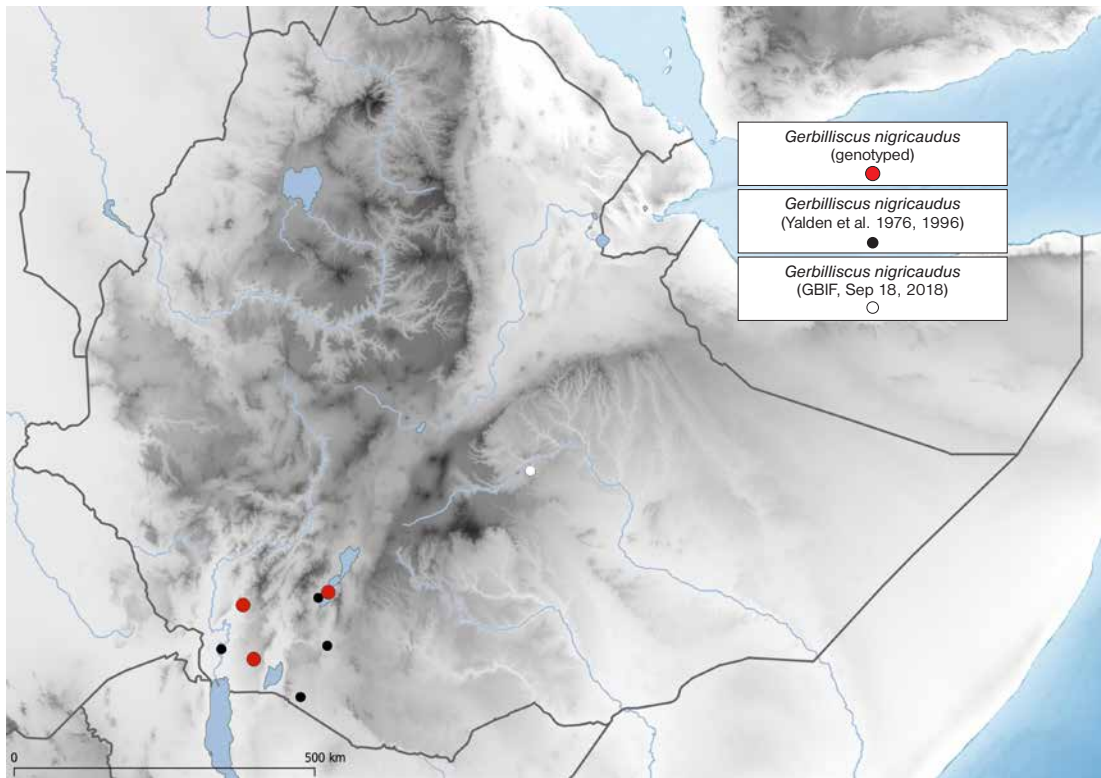 Gerbilliscus nigricaudus
(genotyped)
Gerbilliscus nigricaudus
(Yalden et al. 1976, 1996)
Gerbilliscus nigricaudus
(GBIF, Sep 18, 2018)
0
500 km